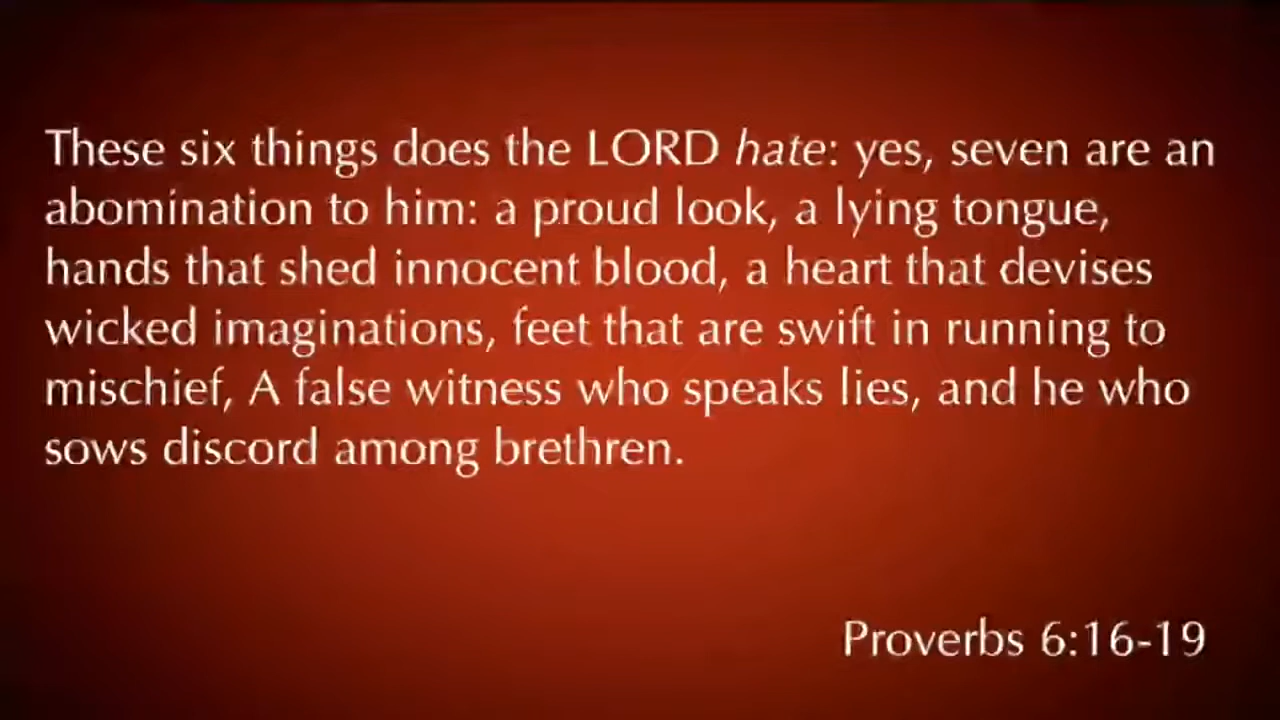 These six things does the LORD hate: yes, seven are an
abomination to him: a proud look, a lying tongue,
hands that shed innocent blood, a heart that devises
wicked imaginations, feet that are swift in running to
mischief, A false witness who speaks lies, and he who
sows discord among brethren.
Proverbs 6:16-19